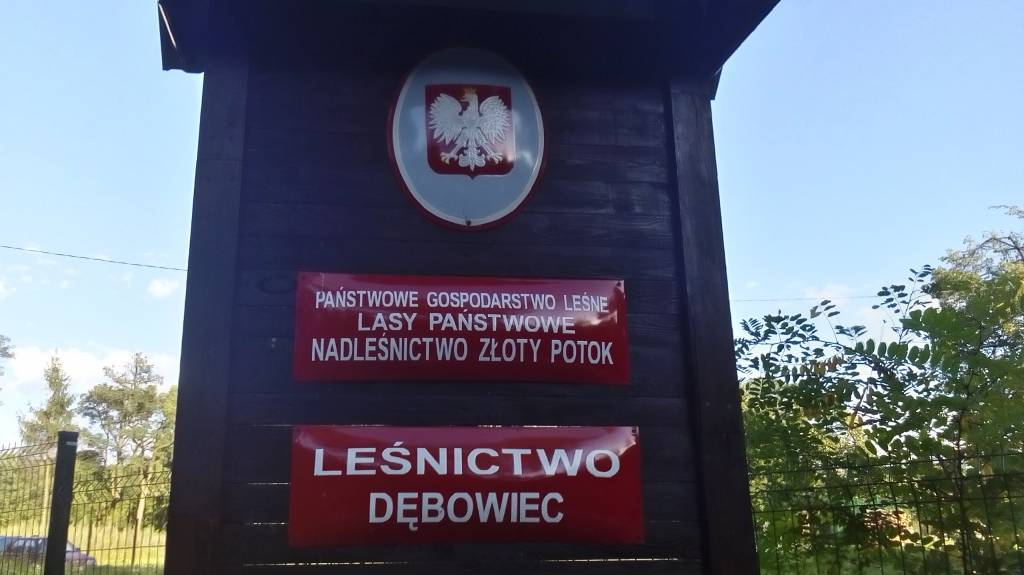 PAŃSTWOWE GOSPODARSTWO LEŚNE
LASY PAŃSTWOWE
NADLEŚNICTWO ZŁOTY POTOK
LEŚNICTWO
DĘBOWIEC